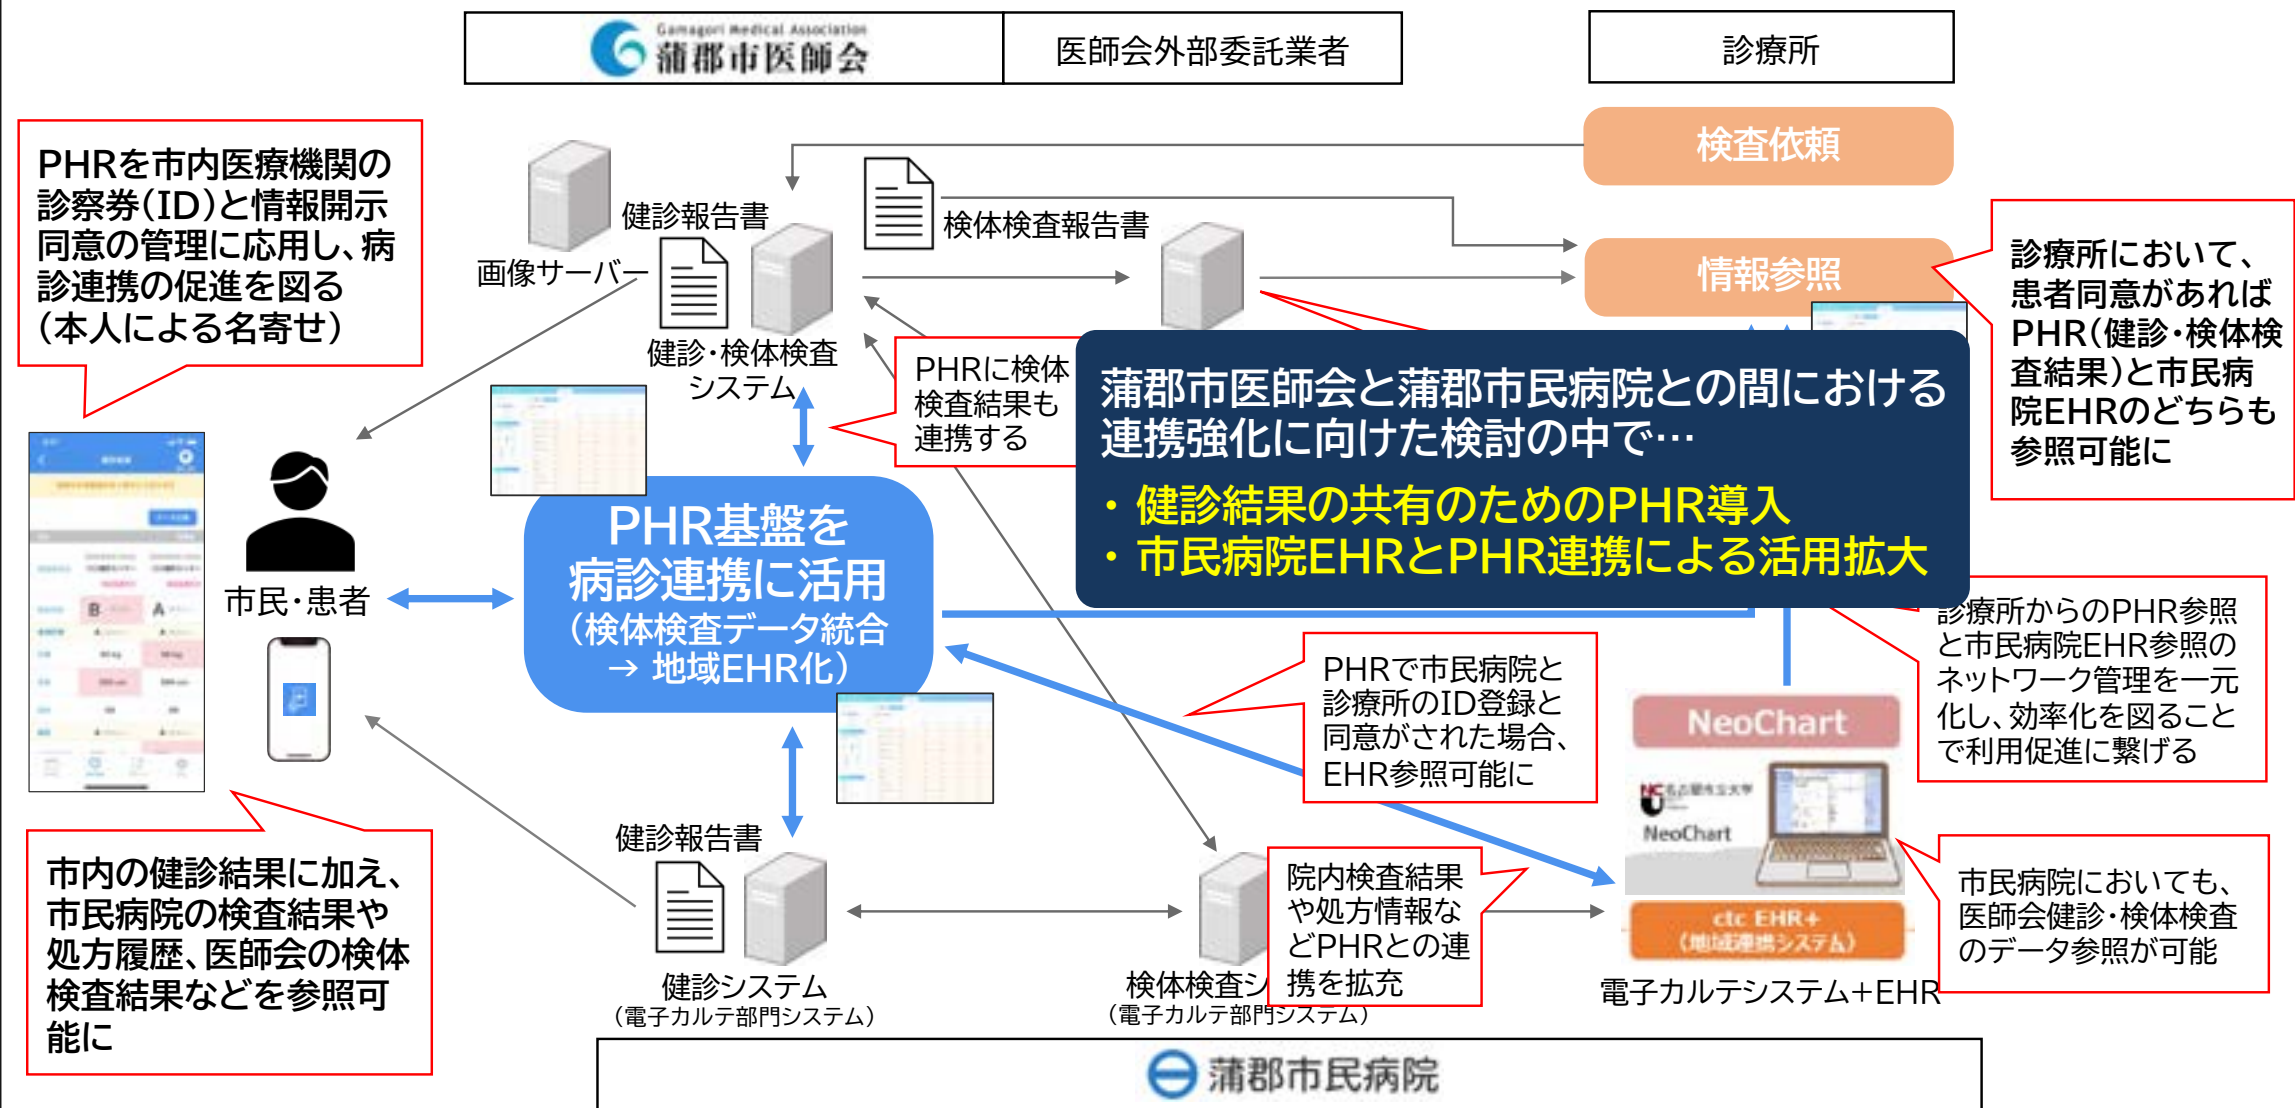 Gamagori Medical Association
蒲郡市医師会
医師会外部委託業者
診療所
PHRを市内医療機関の
診察券(ID)と情報開示
同意の管理に応用し、病
診連携の促進を図る
(本人による名寄せ)
検査依頼
健診報告書
検体検査報告書
画像サーバー
情報参照
診療所において、
患者同意があれば
PHR(健診・検体検
査結果)と市民病
院EHRのどちらも
参照可能に
健診・検体検査
システム
PHRに検体
検査結果も
連携する
蒲郡市医師会と蒲郡市民病院との間における
連携強化に向けた検討の中で…
・ 健診結果の共有のためのPHR導入
・ 市民病院EHRとPHR連携による活用拡大
PHR基盤を
病診連携に活用
(検体検査データ統合
→ 地域EHR化)
市民・患者
B
A
PHRで市民病院と
診療所のID登録と
同意がされた場合、
EHR参照可能に
診療所からのPHR参照
と市民病院EHR参照の
ネットワーク管理を一元
化し、効率化を図ること
で利用促進に繋げる
NeoChart
NCU
名古屋市立大学
NeoChart
ctc EHR+
(地域連携システム)
電子カルテシステム+EHR
市民病院においても、
医師会健診・検体検査
のデータ参照が可能
市内の健診結果に加え、
市民病院の検査結果や
処方履歴、医師会の検体
検査結果などを参照可
能に
健診報告書
健診システム
(電子カルテ部門システム)
院内検査結果
や処方情報な
どPHRとの連
携を拡充
検体検査シ
(電子カルテ部門システム)
蒲郡市民病院